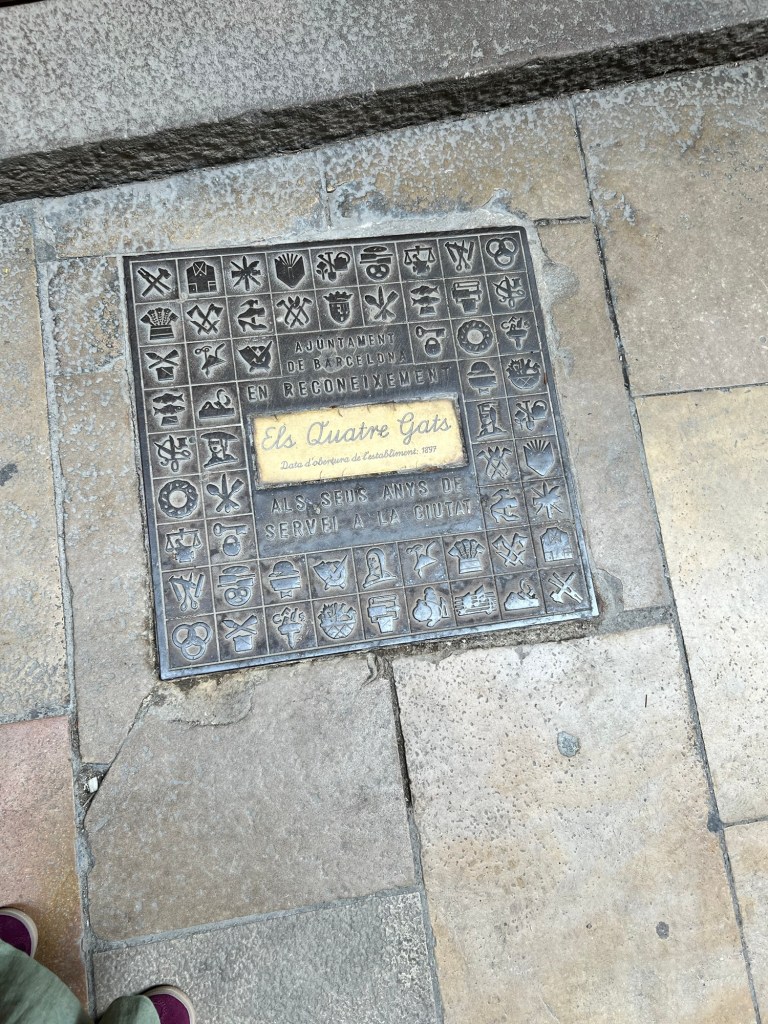 AJUNTAMENT
DE BARCELONA
EN RECONEIXEMENT
Els Quatre Gats
Data d'obertura de l'establiment: 1897
ALS SEUS ANYS DE
SERVEI A LA CIUTAT